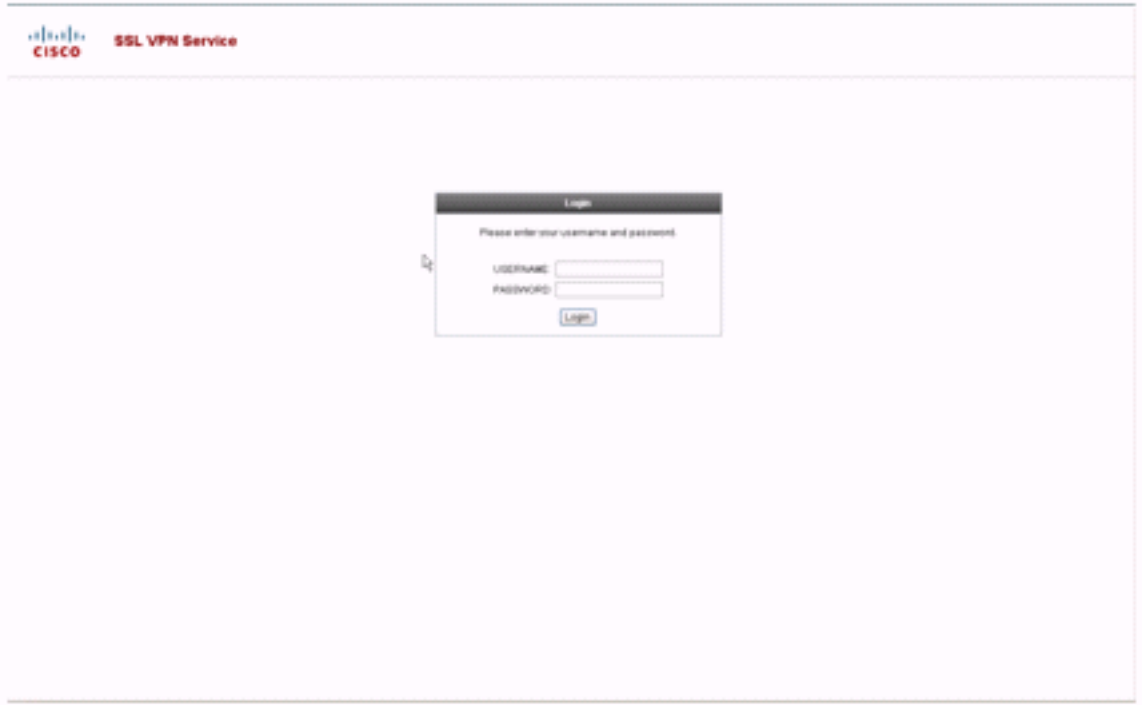 CISCO
SSL VPN Service
Login
Please enter your username and password.
USERNAME:
PASSWORD:
Login